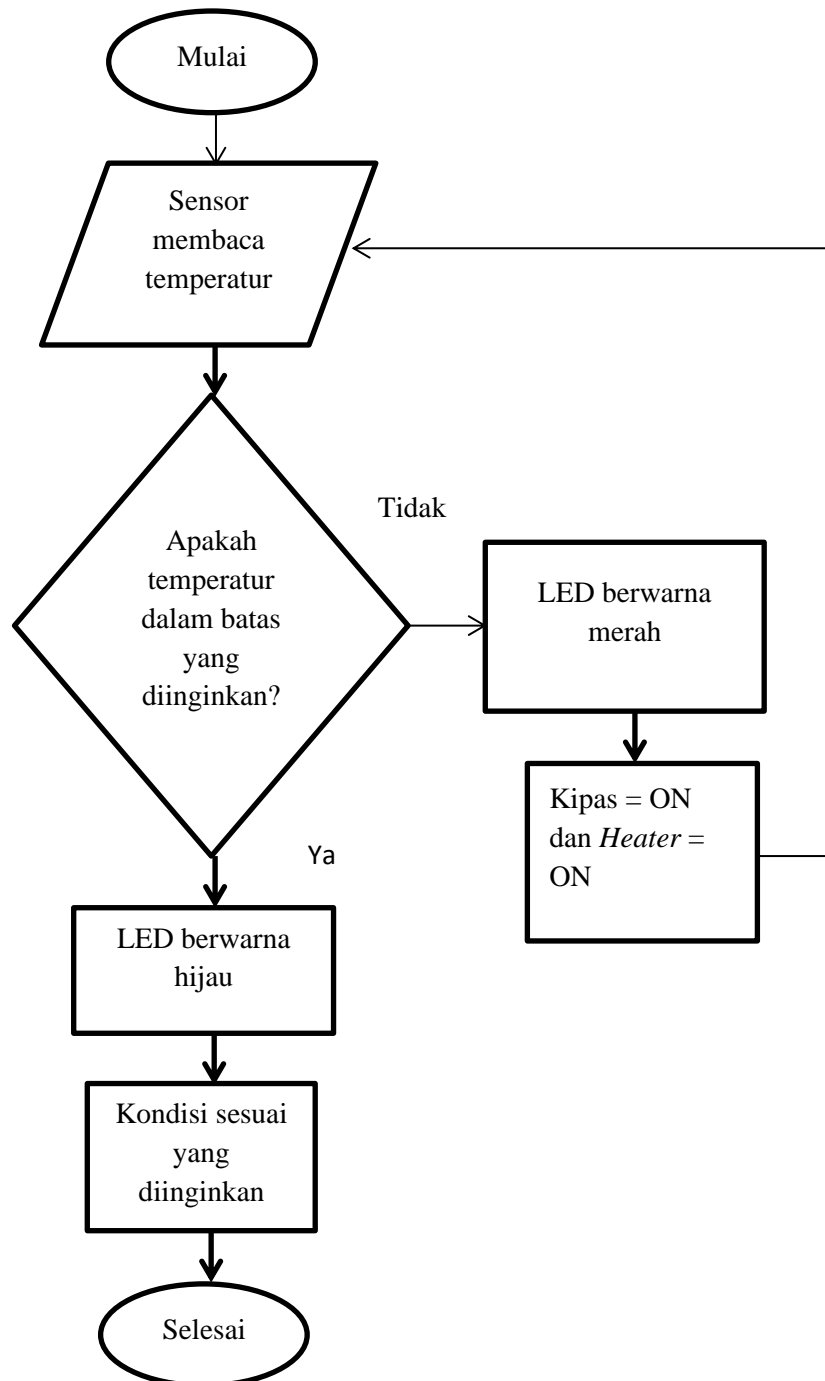 Mulai
Sensor
membaca
temperatur
Tidak
Apakah
temperatur
dalam batas
yang
diinginkan?
LED berwarna
merah
Kipas = ON
dan Heater =
ON
Ya
LED berwarna
hijau
Kondisi sesuai
yang
diinginkan
Selesai